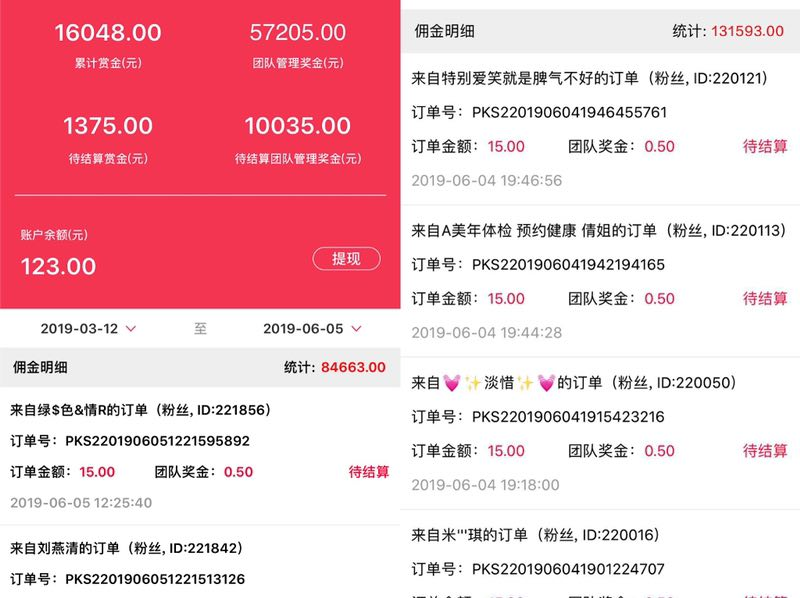 16048.00 57205.00
累计赏金(元) 团队管理奖金(元)
1375.00 10035.00
待结算赏金(元) 待结算团队管理奖金(元)
账户余额(元)
123.00 提现
2019-03-12 至 2019-06-05
佣金明细 统计: 84663.00
来自绿$色&情R的订单（粉丝, ID:221856）
订单号：PKS2201906051221595892
订单金额：15.00 团队奖金：0.50 待结算
2019-06-05 12:25:40
来自刘燕清的订单（粉丝, ID:221842）
订单号：PKS2201906051221513126
佣金明细 统计: 131593.00
来自特别爱笑就是脾气不好的订单（粉丝, ID:220121）
订单号：PKS2201906041946455761
订单金额：15.00 团队奖金：0.50 待结算
2019-06-04 19:46:56
来自A美年体检 预约健康 倩姐的订单（粉丝, ID:220113）
订单号：PKS2201906041942194165
订单金额：15.00 团队奖金：0.50 待结算
2019-06-04 19:44:28
来自💓✨淡惜✨💓的订单（粉丝, ID:220050）
订单号：PKS2201906041915423216
订单金额：15.00 团队奖金：0.50 待结算
2019-06-04 19:18:00
来自米'''琪的订单（粉丝, ID:220016）
订单号：PKS2201906041901224707